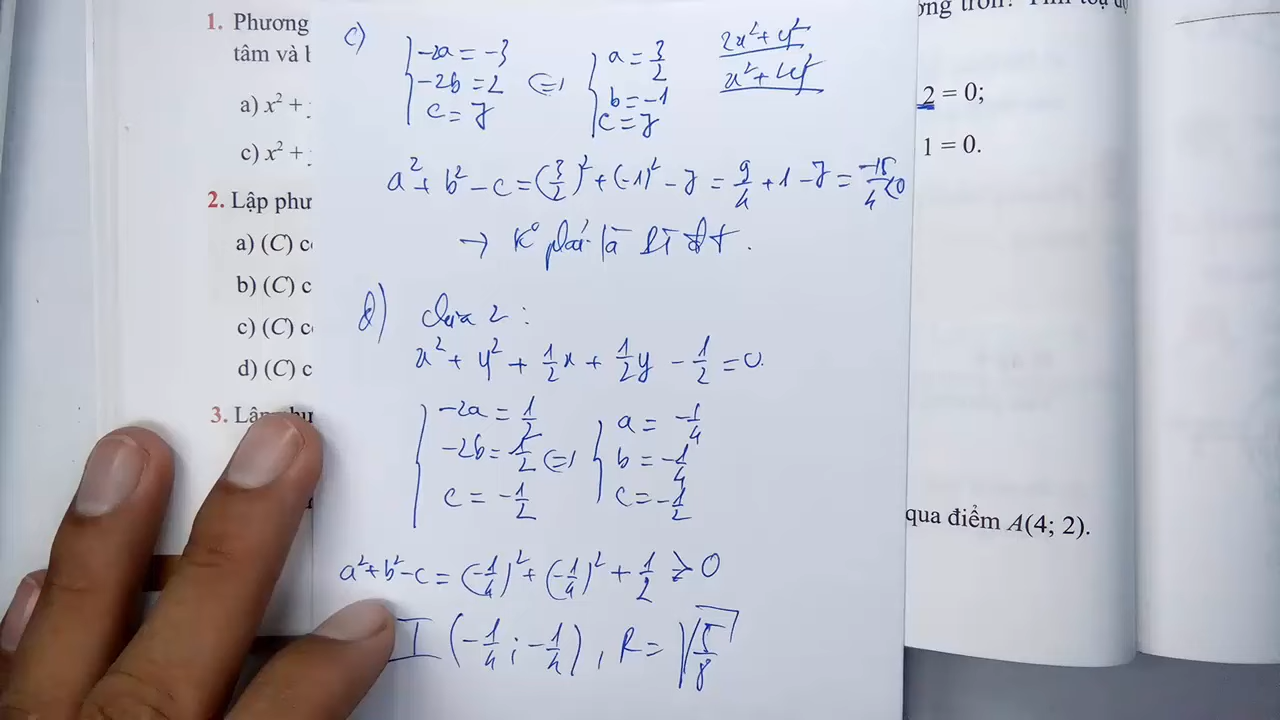 1. Phương
tâm và b
a) x² +
c) x² +
2. Lập phư
a) (C) c
b) (C) c
c) (C) c
d) (C) c
3. Lập phư
ờng tròn? Tìm toạ độ
2 = 0;
1 = 0.
qua điểm A(4; 2).
c)
-2a = -3
-2b = 2
c = 7
⇔
a = 3/2
b = -1
c = 7
2x² + y²
x² + 4y²
a² + b² - c = (3/2)² + (-1)² - 7 = 9/4 + 1 - 7 = -15/4 < 0
→ K° phải là
d) chia 2 :
x² + y² + 1/2x + 1/2y - 1/2 = 0.
-2a = 1/2
-2b = 1/2
c = -1/2
⇔
a = -1/4
b = -1/4
c = -1/2
a² + b² - c = (-1/4)² + (-1/4)² + 1/2 > 0
I (-1/4 ; -1/4), R = √5/8